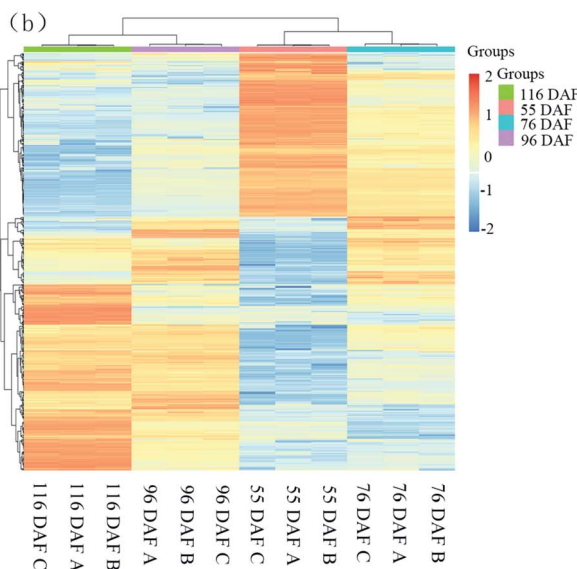 (b)
Groups
2 Groups
1
0
-1
-2
116 DAF
55 DAF
76 DAF
96 DAF
116 DAF C
116 DAF A
116 DAF B
96 DAF A
96 DAF B
96 DAF C
55 DAF C
55 DAF A
55 DAF B
76 DAF C
76 DAF A
76 DAF B